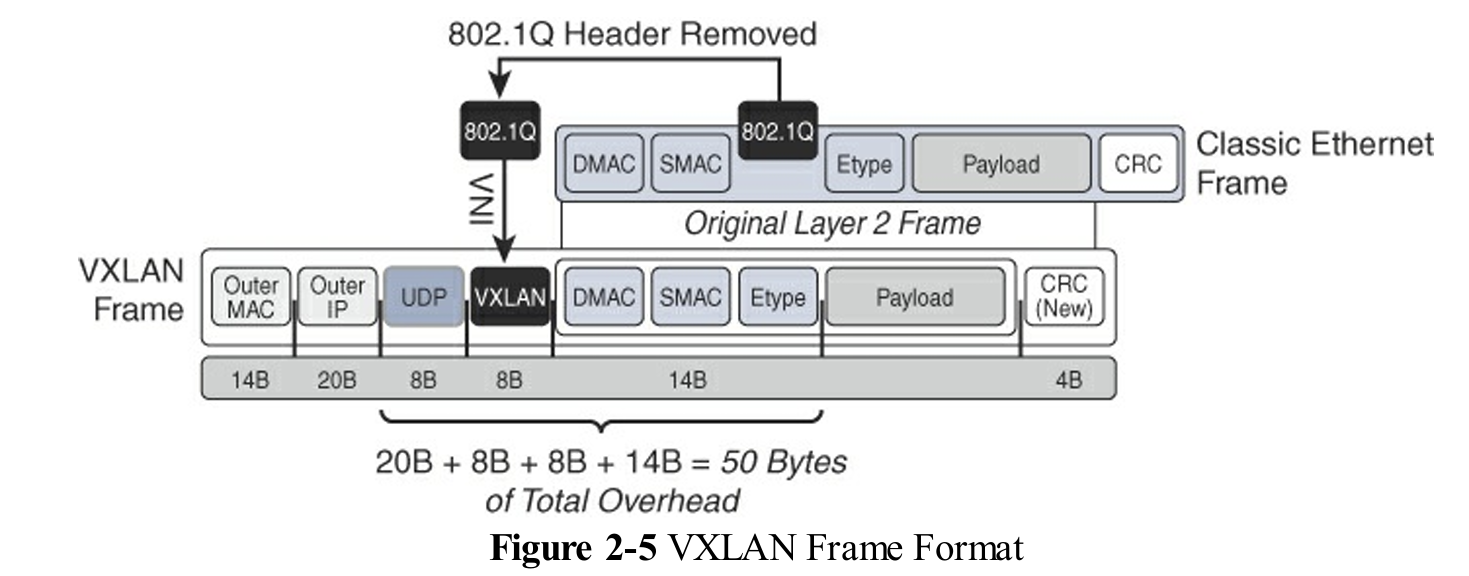 802.1Q Header Removed
802.1Q
802.1Q
DMAC SMAC Etype Payload CRC
Classic Ethernet
Frame
VNI
Original Layer 2 Frame
VXLAN
Frame
Outer
MAC
Outer
IP
UDP
VXLAN
DMAC SMAC Etype Payload
CRC
(New)
14B 20B 8B 8B 14B 4B
20B + 8B + 8B + 14B = 50 Bytes
of Total Overhead
Figure 2-5 VXLAN Frame Format